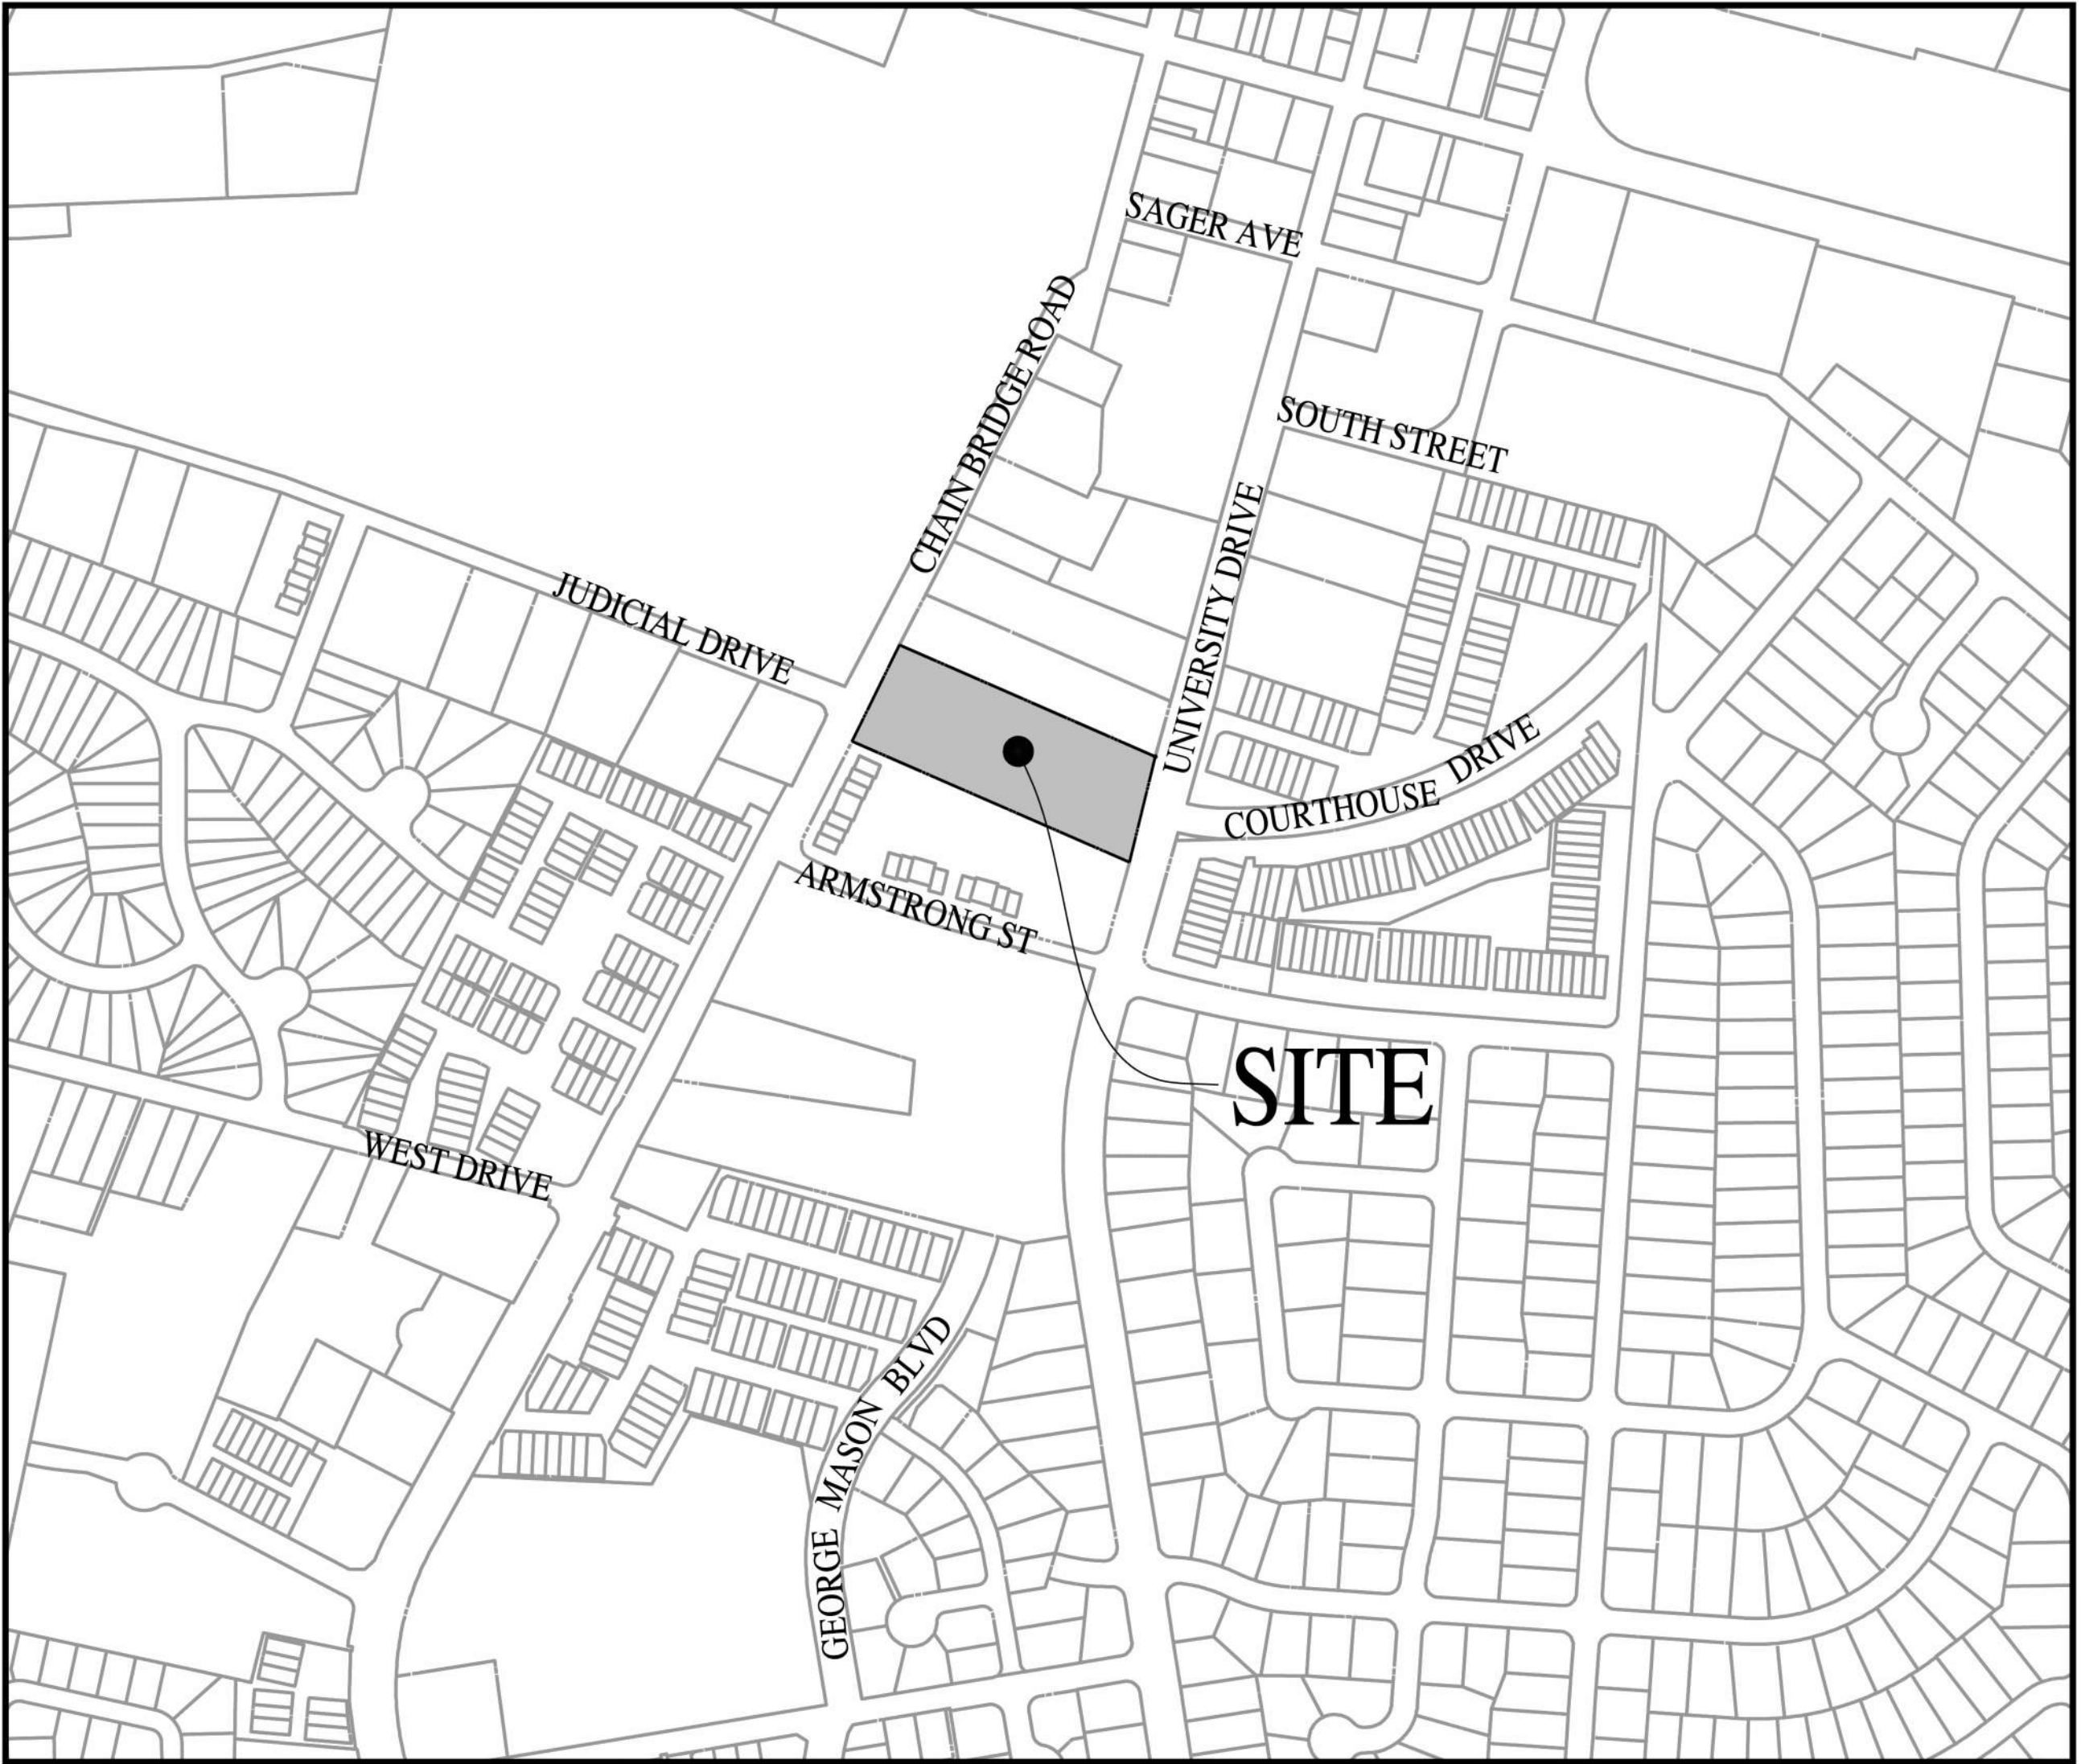 SAGER AVE
CHAIN BRIDGE ROAD
SOUTH STREET
UNIVERSITY DRIVE
JUDICIAL DRIVE
COURTHOUSE DRIVE
ARMSTRONG ST
SITE
WEST DRIVE
GEORGE MASON BLVD